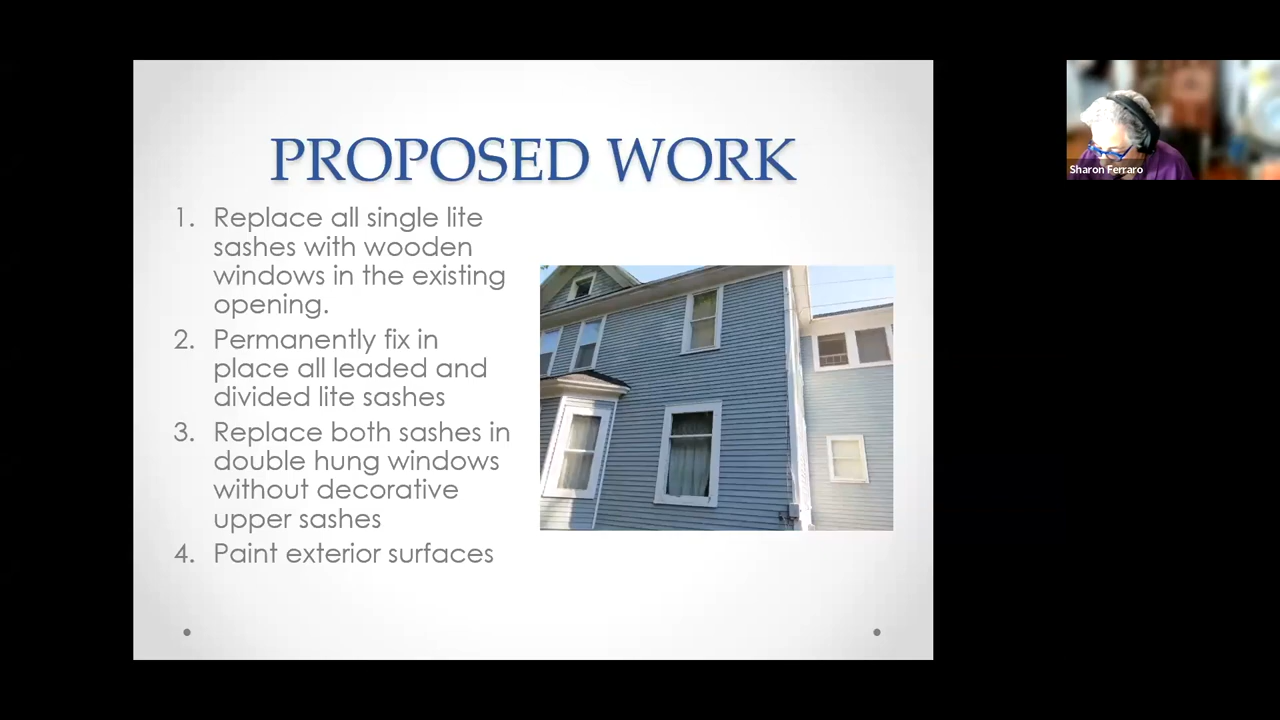 PROPOSED WORK
1. Replace all single lite
sashes with wooden
windows in the existing
opening.
2. Permanently fix in
place all leaded and
divided lite sashes
3. Replace both sashes in
double hung windows
without decorative
upper sashes
4. Paint exterior surfaces
Sharon Ferraro